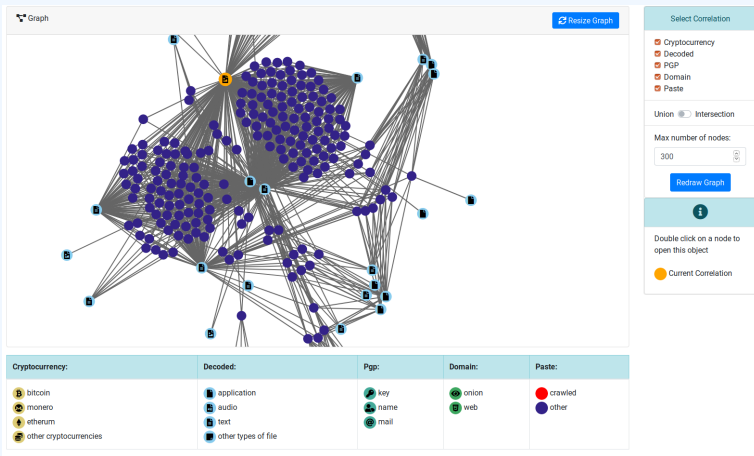 Graph
Resize Graph
Select Correlation
Cryptocurrency
Decoded
PGP
Domain
Paste
Union Intersection
Max number of nodes:
300
Redraw Graph
Double click on a node to
open this object
Current Correlation
Cryptocurrency: Decoded: Pgp: Domain: Paste:
bitcoin application key onion crawled
monero audio name web other
etherum text mail
other cryptocurrencies other types of file